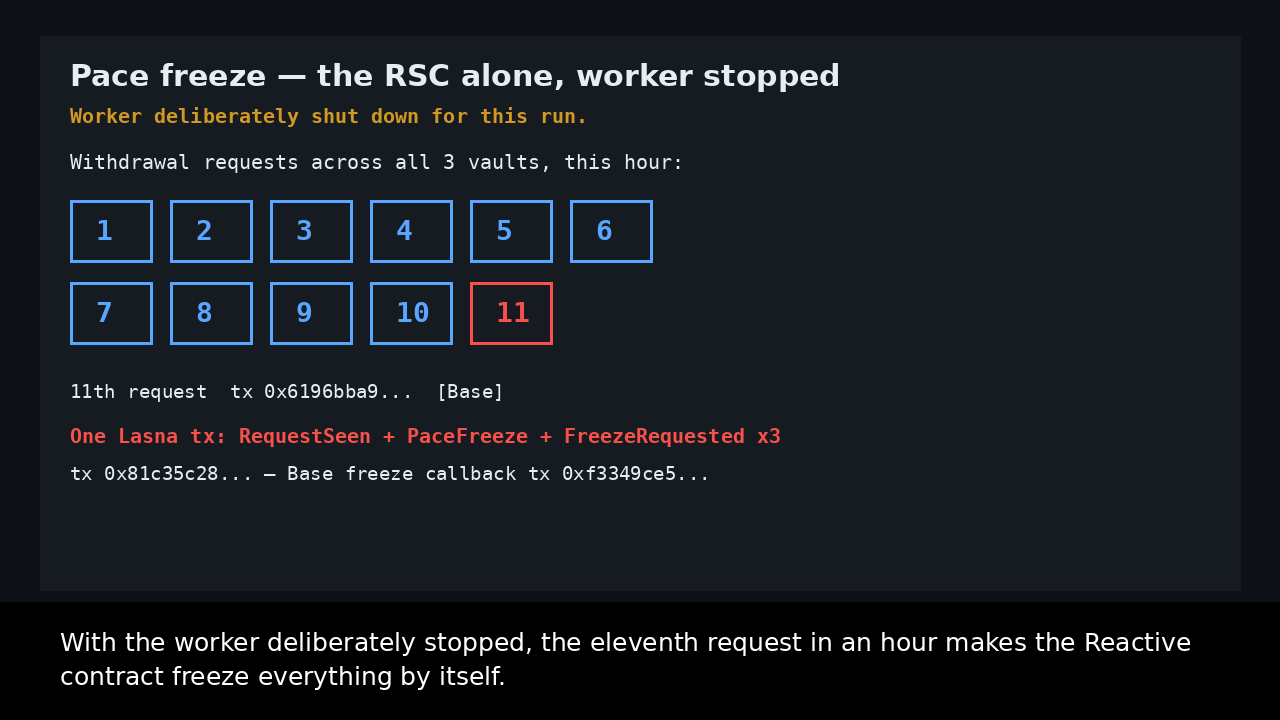 Pace freeze — the RSC alone, worker stopped
Worker deliberately shut down for this run.
Withdrawal requests across all 3 vaults, this hour:
1 2 3 4 5 6
7 8 9 10 11
11th request tx 0x6196bba9... [Base]
One Lasna tx: RequestSeen + PaceFreeze + FreezeRequested x3
tx 0x81c35c28... — Base freeze callback tx 0xf3349ce5...
With the worker deliberately stopped, the eleventh request in an hour makes the Reactive
contract freeze everything by itself.